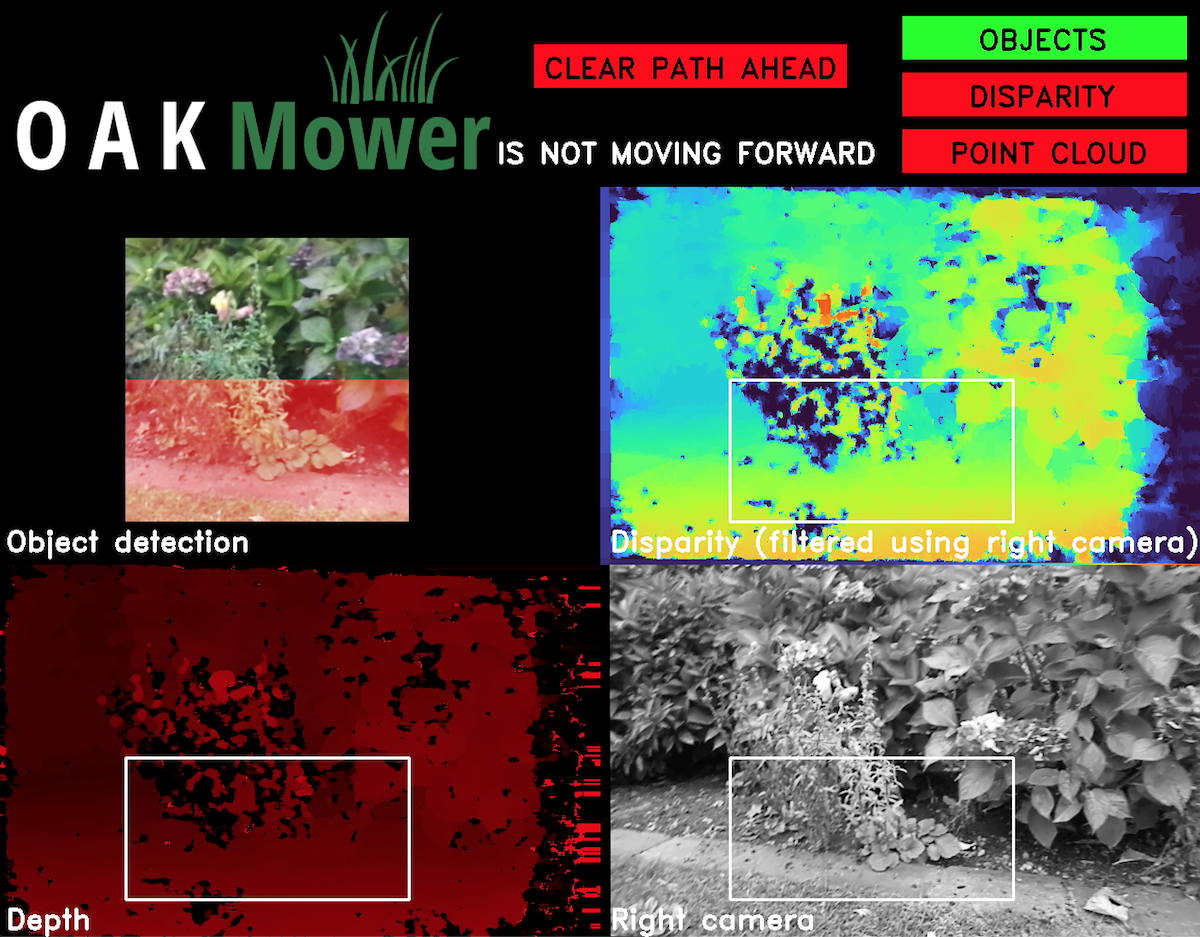 OAK Mower
CLEAR PATH AHEAD
IS NOT MOVING FORWARD
OBJECTS
DISPARITY
POINT CLOUD
Object detection
Disparity (filtered using right camera)
Depth
Right camera